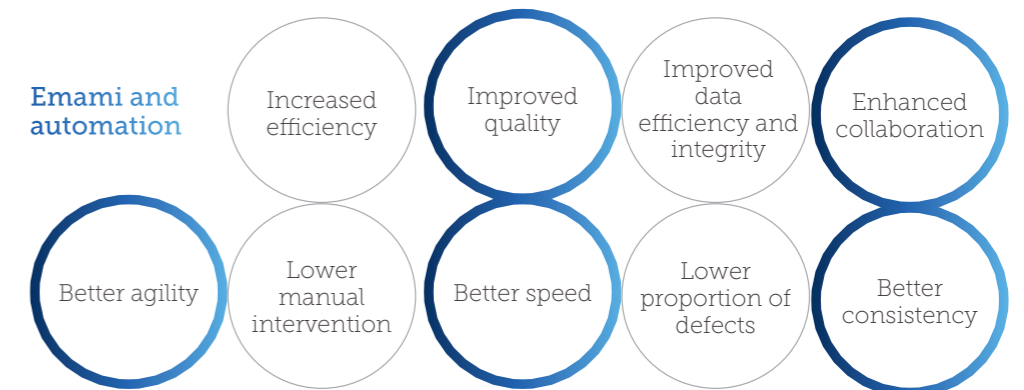 Emami and
automation
Increased
efficiency
Improved
quality
Improved
data
efficiency and
integrity
Enhanced
collaboration
Better agility
Lower
manual
intervention
Better speed
Lower
proportion of
defects
Better
consistency